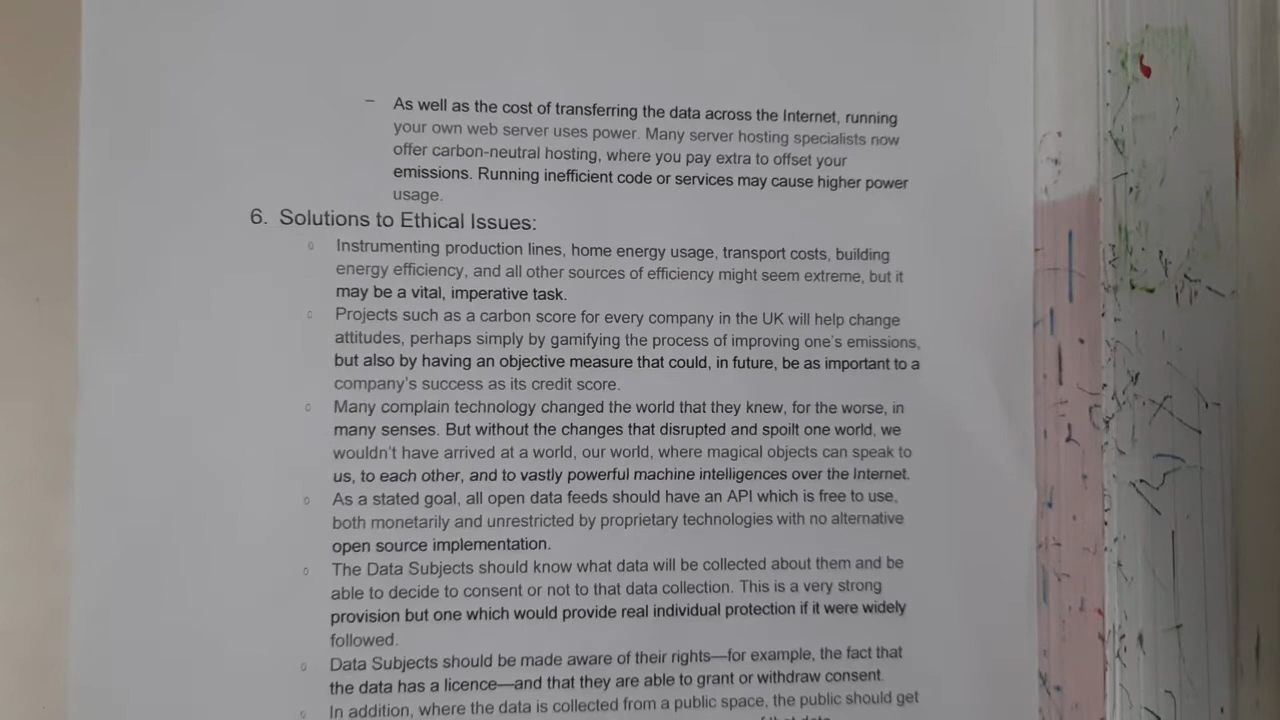 – As well as the cost of transferring the data across the Internet, running
your own web server uses power. Many server hosting specialists now
offer carbon-neutral hosting, where you pay extra to offset your
emissions. Running inefficient code or services may cause higher power
usage.
6. Solutions to Ethical Issues:
o Instrumenting production lines, home energy usage, transport costs, building
energy efficiency, and all other sources of efficiency might seem extreme, but it
may be a vital, imperative task.
o Projects such as a carbon score for every company in the UK will help change
attitudes, perhaps simply by gamifying the process of improving one's emissions,
but also by having an objective measure that could, in future, be as important to a
company's success as its credit score.
o Many complain technology changed the world that they knew, for the worse, in
many senses. But without the changes that disrupted and spoilt one world, we
wouldn't have arrived at a world, our world, where magical objects can speak to
us, to each other, and to vastly powerful machine intelligences over the Internet.
o As a stated goal, all open data feeds should have an API which is free to use,
both monetarily and unrestricted by proprietary technologies with no alternative
open source implementation.
o The Data Subjects should know what data will be collected about them and be
able to decide to consent or not to that data collection. This is a very strong
provision but one which would provide real individual protection if it were widely
followed.
o Data Subjects should be made aware of their rights—for example, the fact that
the data has a licence—and that they are able to grant or withdraw consent.
o In addition, where the data is collected from a public space, the public should get